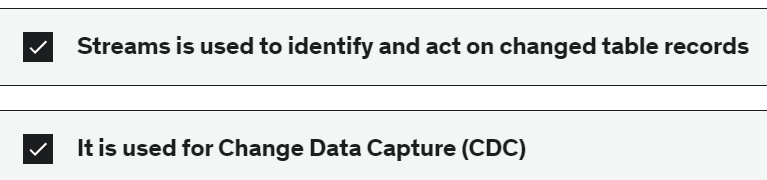 Streams is used to identify and act on changed table records
It is used for Change Data Capture (CDC)